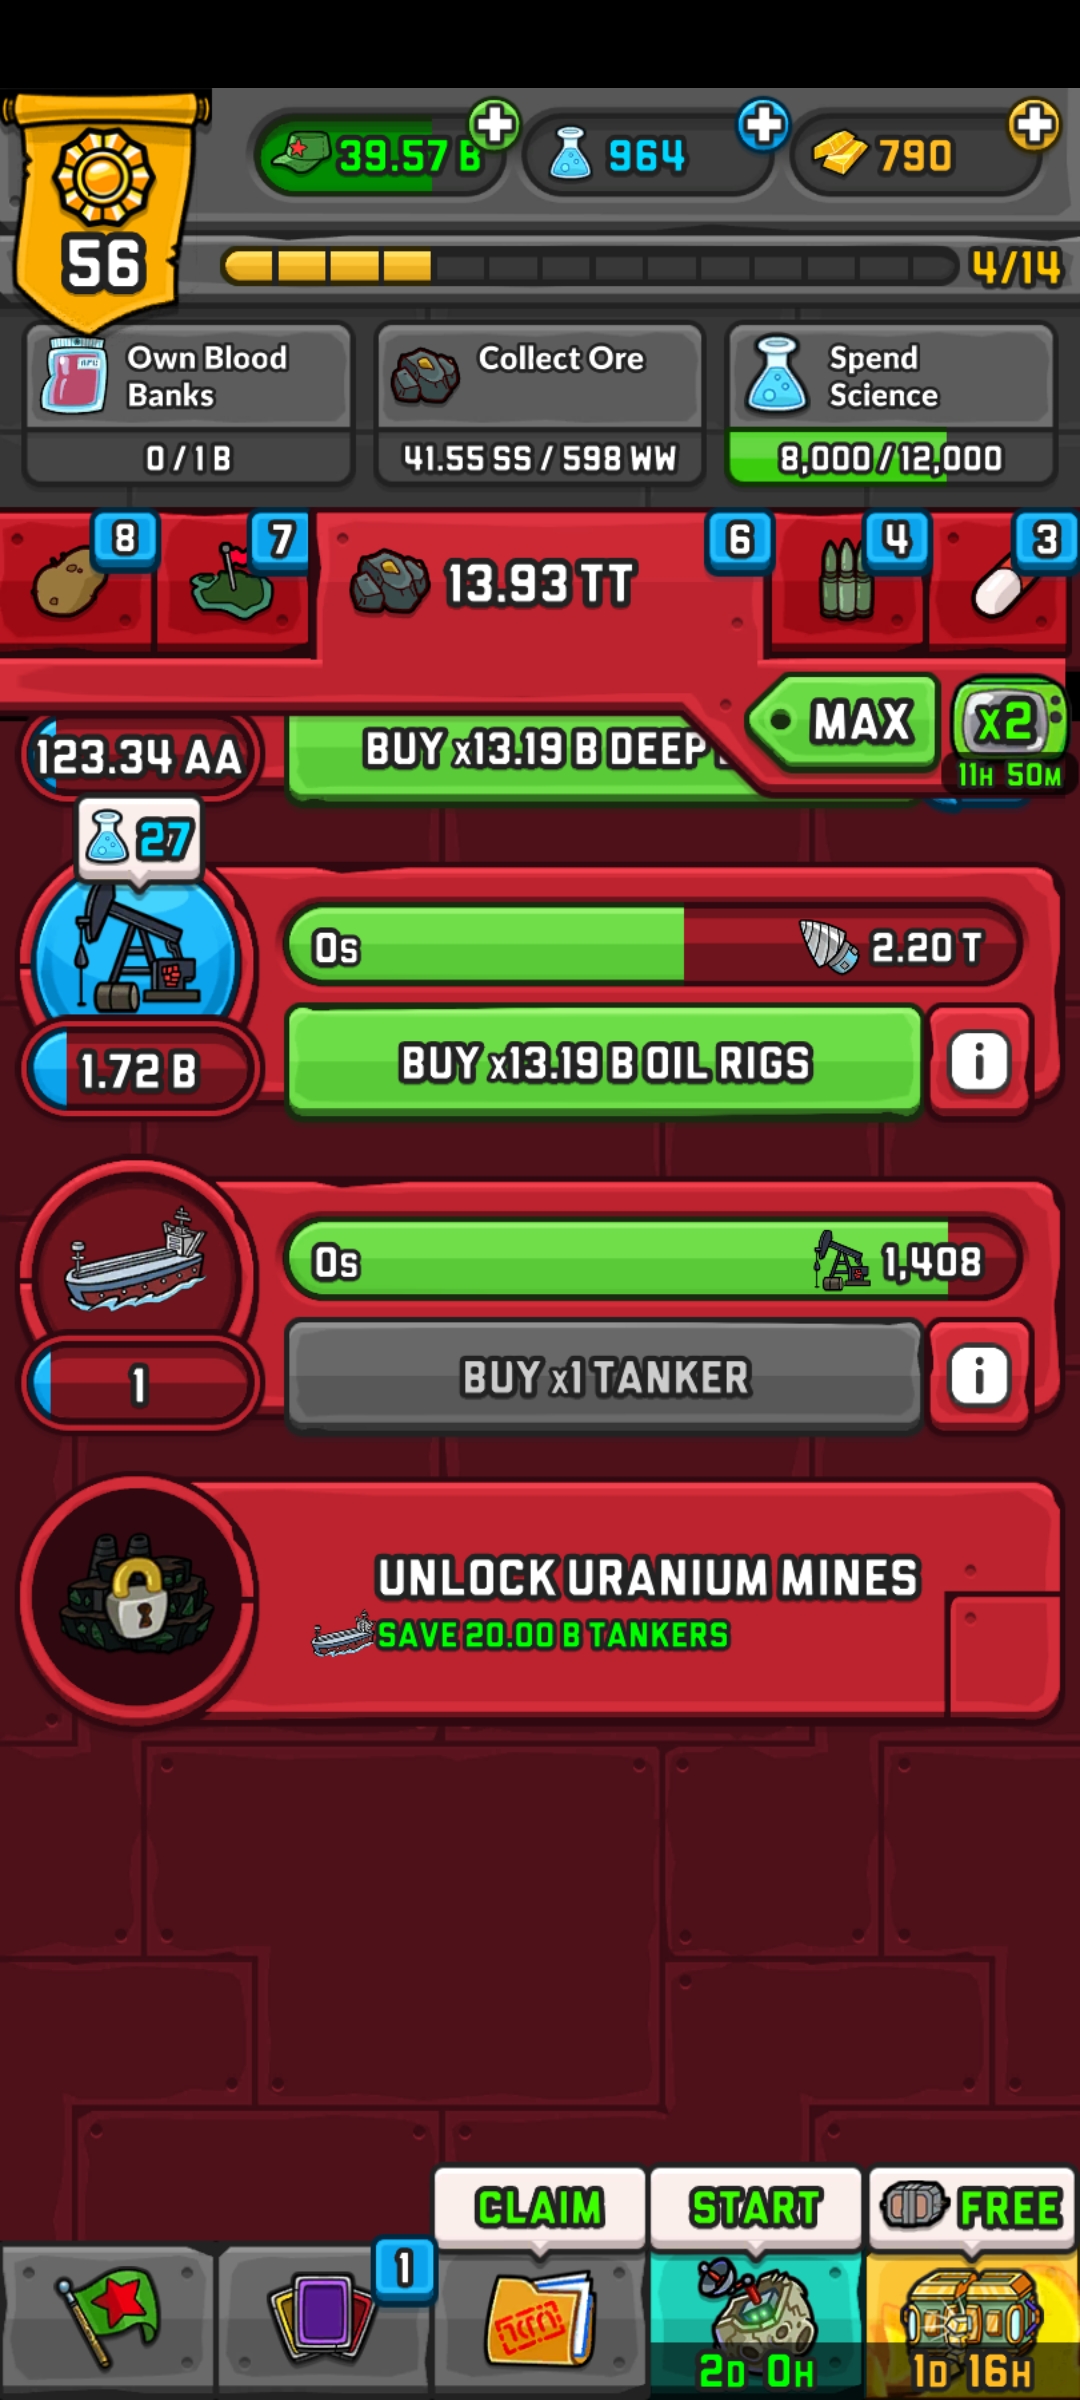 39.57 B
964
790
56
4/14
Own Blood
Banks
0 / 1 B
Collect Ore
41.55 SS / 598 WW
Spend
Science
8,000 / 12,000
8
7
13.93 TT
6
4
3
MAX
x2
11H 50M
123.34 AA
BUY x13.19 B DEEP
27
0s
2.20 T
1.72 B
BUY x13.19 B OIL RIGS
i
0s
1,408
1
BUY x1 TANKER
i
UNLOCK URANIUM MINES
SAVE 20.00 B TANKERS
CLAIM
START
FREE
1
2D 0H
1D 16H